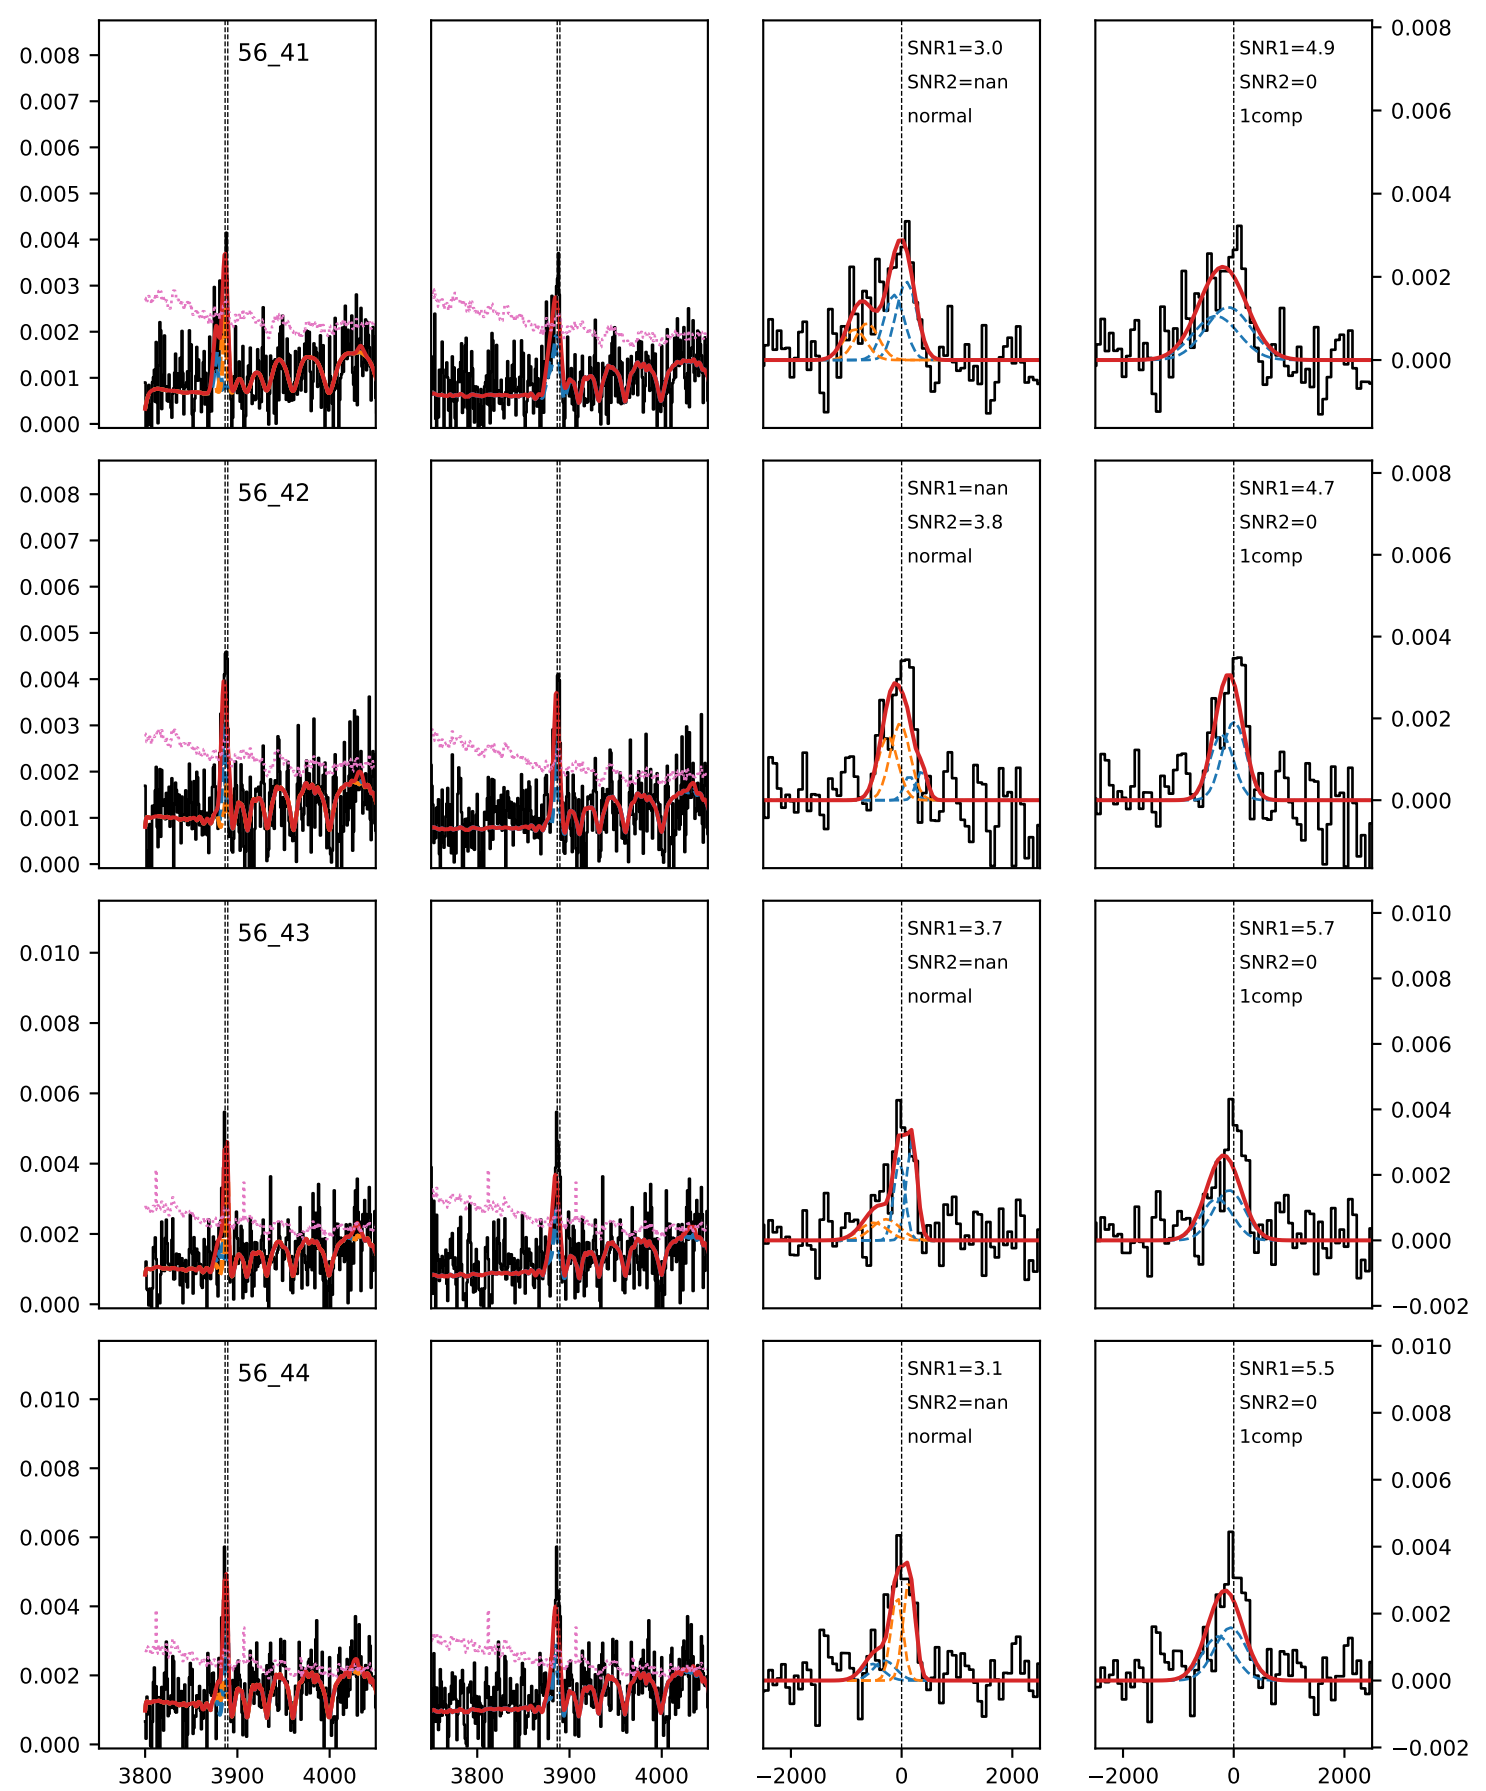 56_41
SNR1=3.0
SNR2=nan
normal
SNR1=4.9
SNR2=0
1comp
0.008
0.007
0.006
0.005
0.004
0.003
0.002
0.001
0.000
0.008
0.006
0.004
0.002
0.000
56_42
SNR1=nan
SNR2=3.8
normal
SNR1=4.7
SNR2=0
1comp
0.008
0.007
0.006
0.005
0.004
0.003
0.002
0.001
0.000
0.008
0.006
0.004
0.002
0.000
56_43
SNR1=3.7
SNR2=nan
normal
SNR1=5.7
SNR2=0
1comp
0.010
0.008
0.006
0.004
0.002
0.000
0.010
0.008
0.006
0.004
0.002
0.000
−0.002
56_44
SNR1=3.1
SNR2=nan
normal
SNR1=5.5
SNR2=0
1comp
0.010
0.008
0.006
0.004
0.002
0.000
0.010
0.008
0.006
0.004
0.002
0.000
−0.002
3800 3900 4000
3800 3900 4000
−2000 0 2000
−2000 0 2000